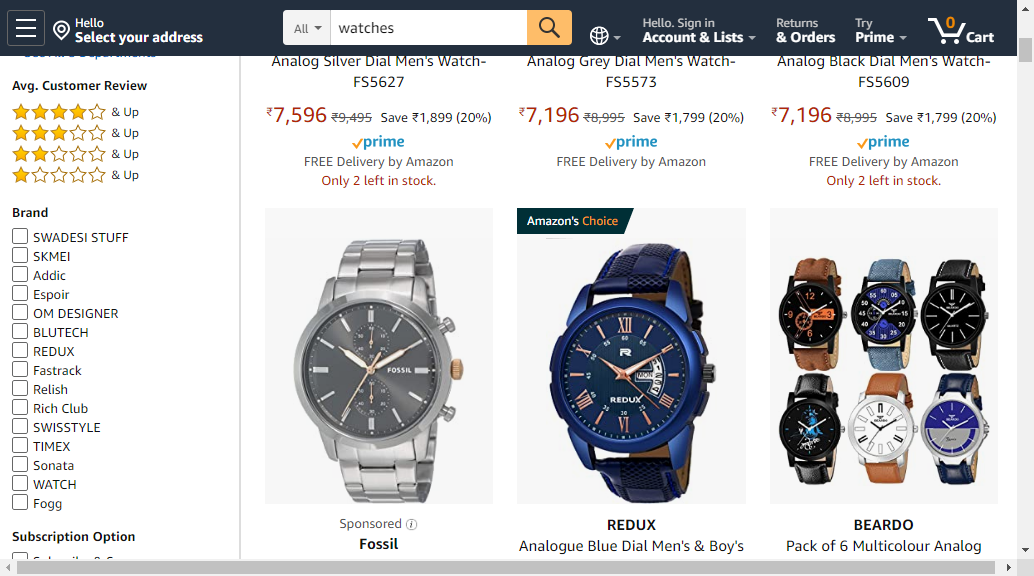 Hello
Select your address
All
watches
Hello. Sign in
Account & Lists
Returns
& Orders
Try
Prime
0
Cart
Avg. Customer Review
& Up
& Up
& Up
& Up
Brand
SWADESI STUFF
SKMEI
Addic
Espoir
OM DESIGNER
BLUTECH
REDUX
Fastrack
Relish
Rich Club
SWISSTYLE
TIMEX
Sonata
WATCH
Fogg
Subscription Option
Analog Silver Dial Men's Watch-
FS5627
₹7,596 ₹9,495 Save ₹1,899 (20%)
prime
FREE Delivery by Amazon
Only 2 left in stock.
Analog Grey Dial Men's Watch-
FS5573
₹7,196 ₹8,995 Save ₹1,799 (20%)
prime
FREE Delivery by Amazon
Analog Black Dial Men's Watch-
FS5609
₹7,196 ₹8,995 Save ₹1,799 (20%)
prime
FREE Delivery by Amazon
Only 2 left in stock.
FOSSIL
Sponsored
Fossil
Amazon's Choice
REDUX
REDUX
Analogue Blue Dial Men's & Boy's
BEARDO
Pack of 6 Multicolour Analog